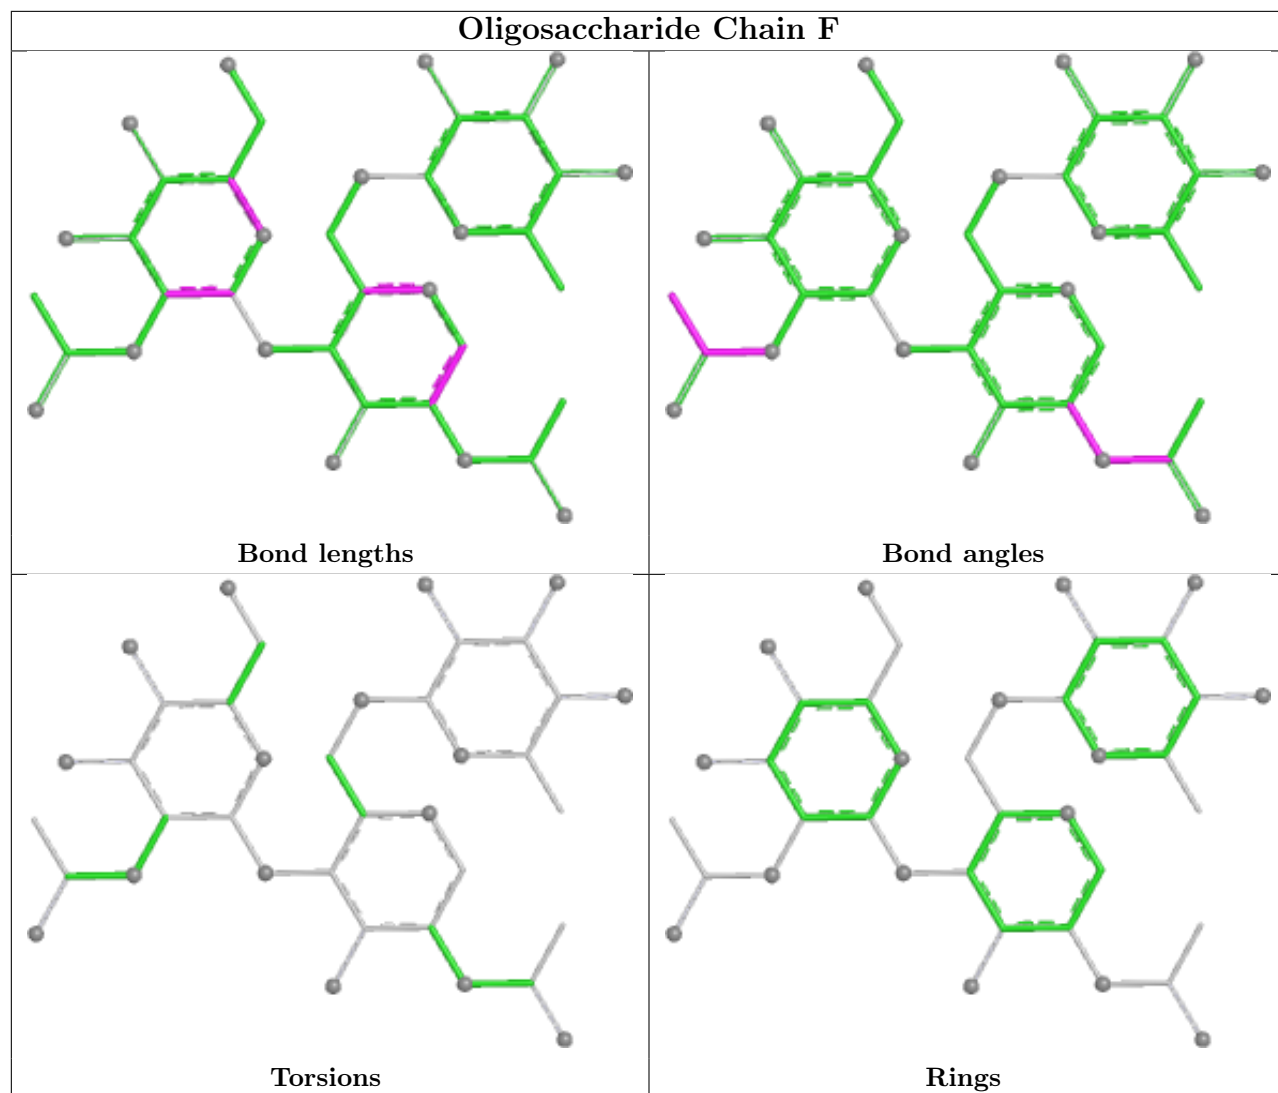 Oligosaccharide Chain F
Bond lengths
Bond angles
Torsions
Rings